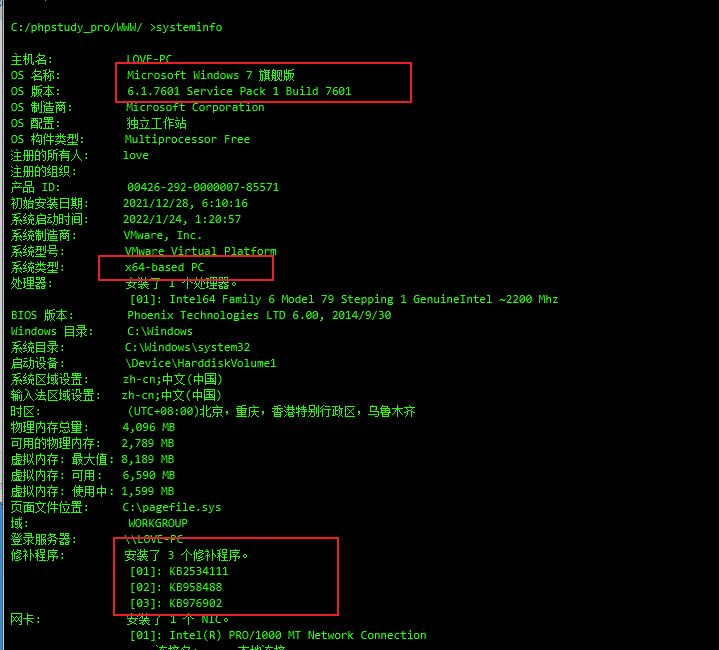 C:/phpstudy_pro/WWW/ >systeminfo
主机名: LOVE-PC
OS 名称: Microsoft Windows 7 旗舰版
OS 版本: 6.1.7601 Service Pack 1 Build 7601
OS 制造商: Microsoft Corporation
OS 配置: 独立工作站
OS 构件类型: Multiprocessor Free
注册的所有人: love
注册的组织:
产品 ID: 00426-292-0000007-85571
初始安装日期: 2021/12/28, 6:10:16
系统启动时间: 2022/1/24, 1:20:57
系统制造商: VMware, Inc.
系统型号: VMware Virtual Platform
系统类型: x64-based PC
处理器: 安装了 1 个处理器。
[01]: Intel64 Family 6 Model 79 Stepping 1 GenuineIntel ~2200 Mhz
BIOS 版本: Phoenix Technologies LTD 6.00, 2014/9/30
Windows 目录: C:\Windows
系统目录: C:\Windows\system32
启动设备: \Device\HarddiskVolume1
系统区域设置: zh-cn;中文(中国)
输入法区域设置: zh-cn;中文(中国)
时区: (UTC+08:00)北京，重庆，香港特别行政区，乌鲁木齐
物理内存总量: 4,096 MB
可用的物理内存: 2,789 MB
虚拟内存: 最大值: 8,189 MB
虚拟内存: 可用: 6,590 MB
虚拟内存: 使用中: 1,599 MB
页面文件位置: C:\pagefile.sys
域: WORKGROUP
登录服务器: \\LOVE-PC
修补程序: 安装了 3 个修补程序。
[01]: KB2534111
[02]: KB958488
[03]: KB976902
网卡: 安装了 1 个 NIC。
[01]: Intel(R) PRO/1000 MT Network Connection
连接名: 本地连接